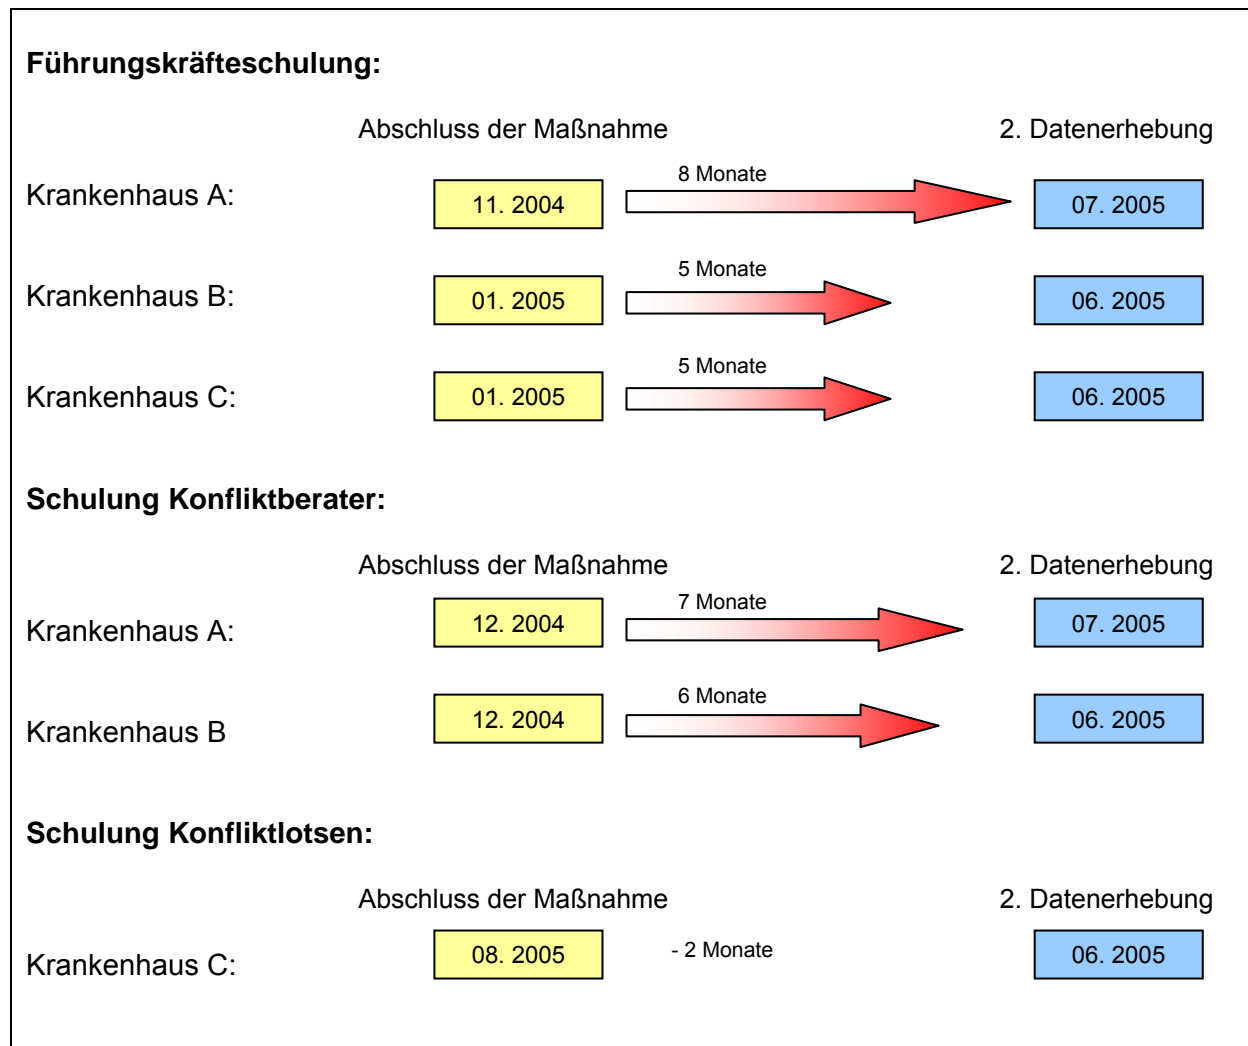 Führungskräfteschulung:
Abschluss der Maßnahme 2. Datenerhebung
Krankenhaus A: 11. 2004 8 Monate 07. 2005
Krankenhaus B: 01. 2005 5 Monate 06. 2005
Krankenhaus C: 01. 2005 5 Monate 06. 2005
Schulung Konfliktberater:
Abschluss der Maßnahme 2. Datenerhebung
Krankenhaus A: 12. 2004 7 Monate 07. 2005
Krankenhaus B 12. 2004 6 Monate 06. 2005
Schulung Konfliktlotsen:
Abschluss der Maßnahme 2. Datenerhebung
Krankenhaus C: 08. 2005 - 2 Monate 06. 2005